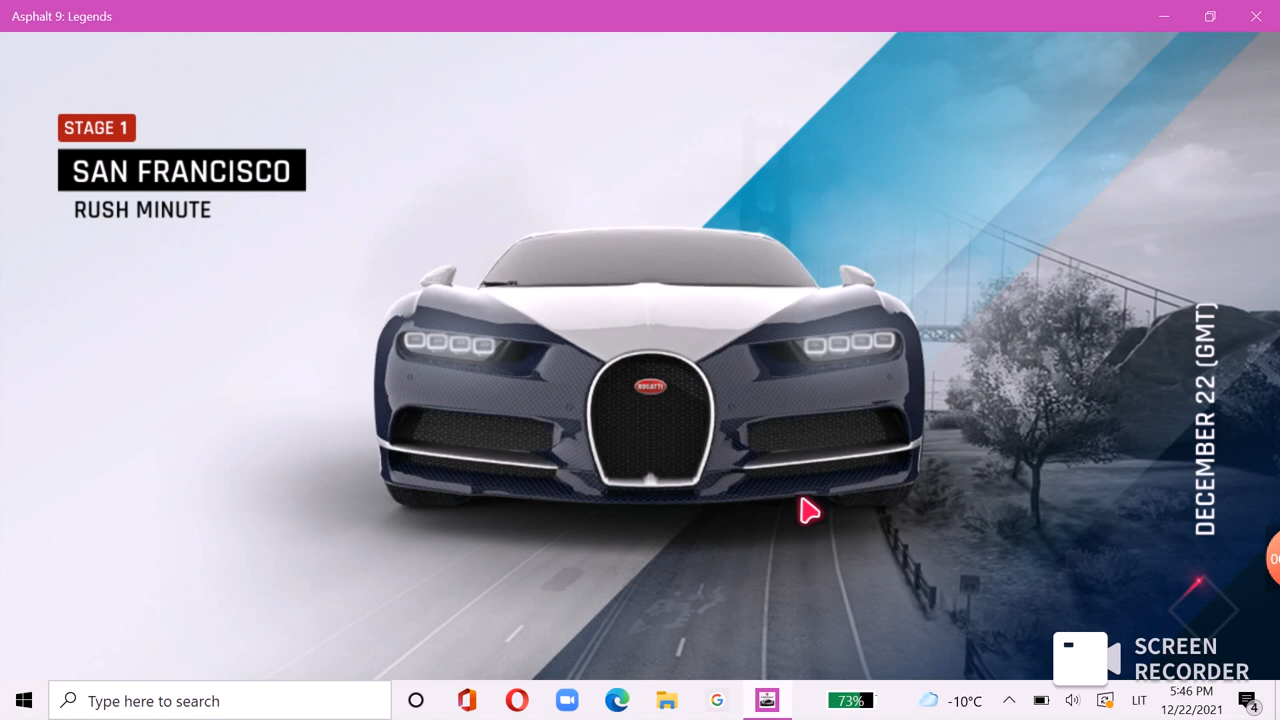 Asphalt 9: Legends
STAGE 1
SAN FRANCISCO
RUSH MINUTE
BUGATTI
DECEMBER 22 (GMT)
SCREEN
RECORDER
Type here to search
73%
-10°C
LIT
5:46 PM
12/22/2021
4